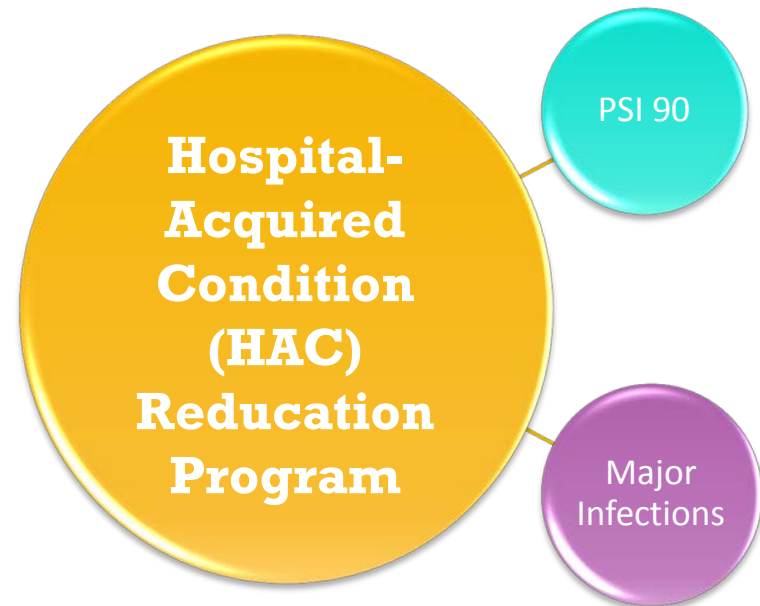 Hospital-
Acquired
Condition
(HAC)
Reducation
Program
PSI 90
Major
Infections